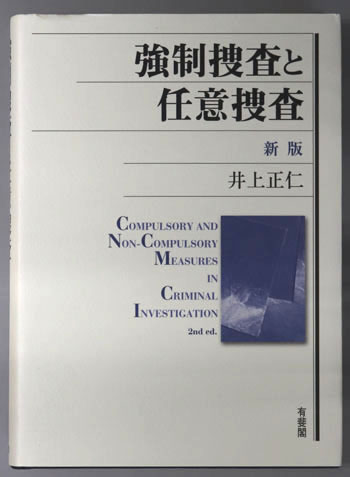 強制捜査と
任意捜査
新版
井上正仁
COMPULSORY AND
NON-COMPULSORY
MEASURES
IN
CRIMINAL
INVESTIGATION
2nd ed.
有斐閣